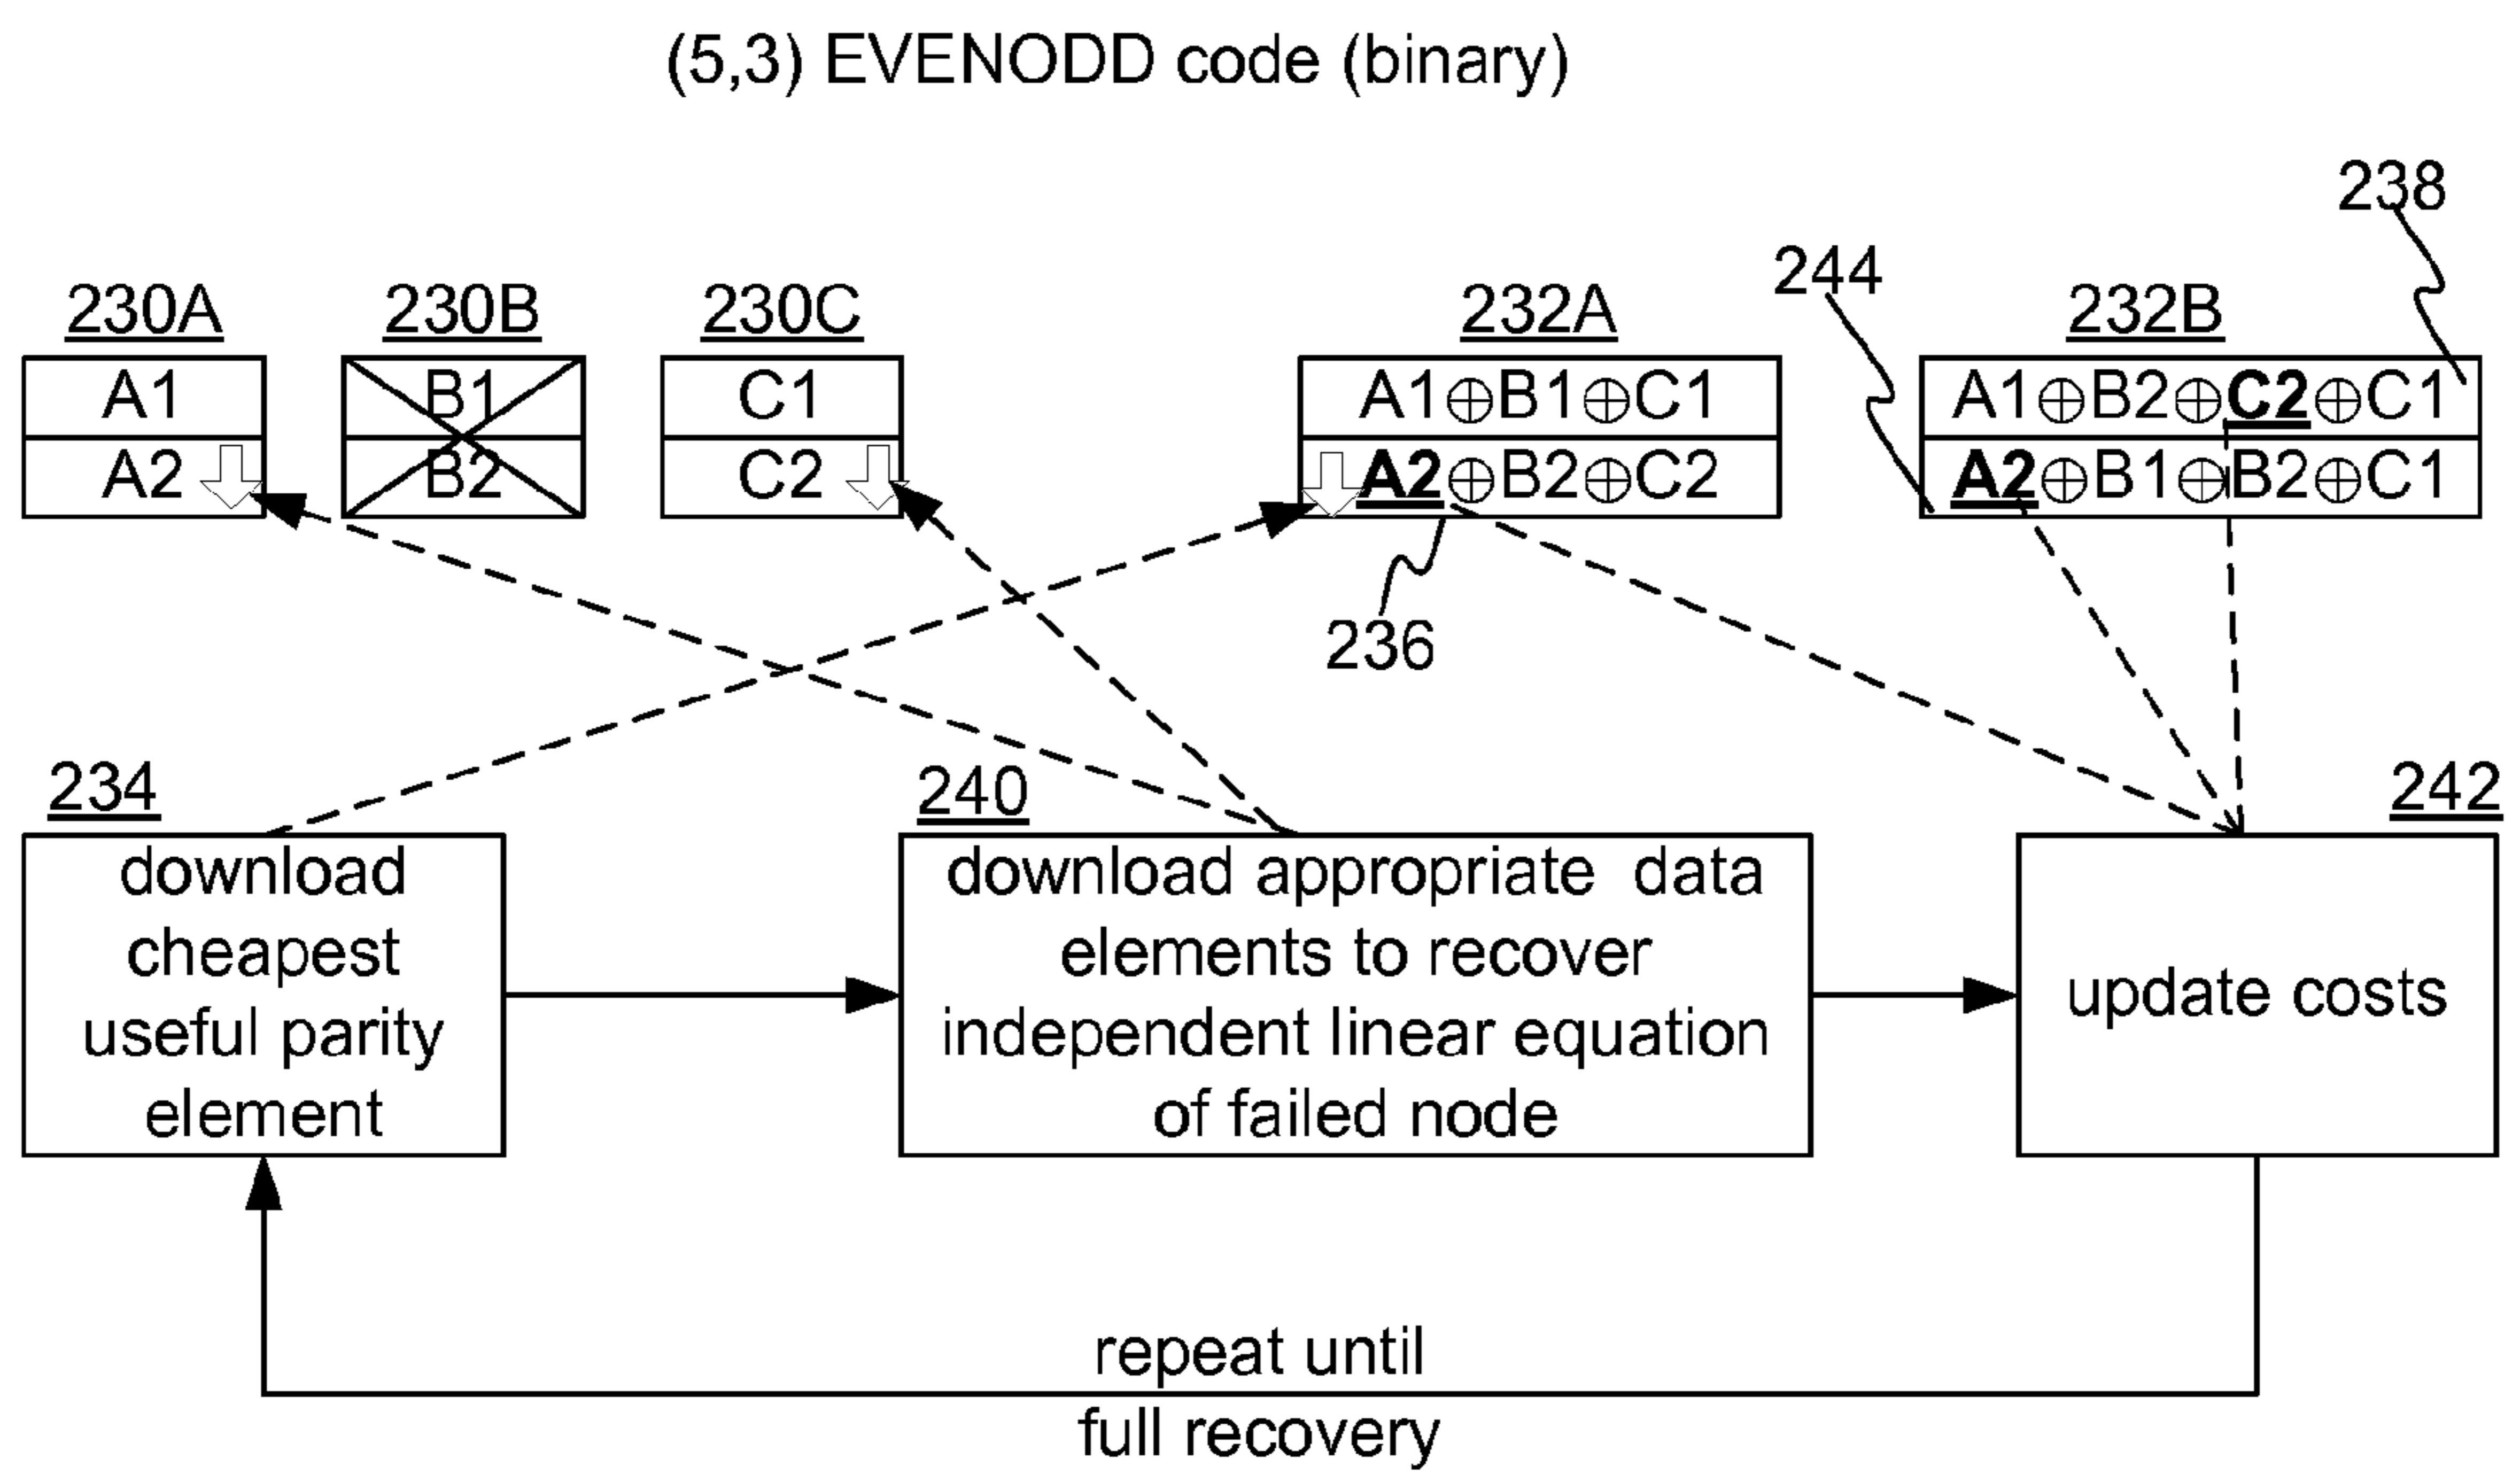 (5,3) EVENODD code (binary)
238
244
230A 230B 230C 232A 232B
A1 B1 C1 A1⊕B1⊕C1 A1⊕B2⊕C2⊕C1
A2 B2 C2 A2⊕B2⊕C2 A2⊕B1⊕B2⊕C1
236
234 240 242
download
cheapest
useful parity
element
download appropriate data
elements to recover
independent linear equation
of failed node
update costs
repeat until
full recovery